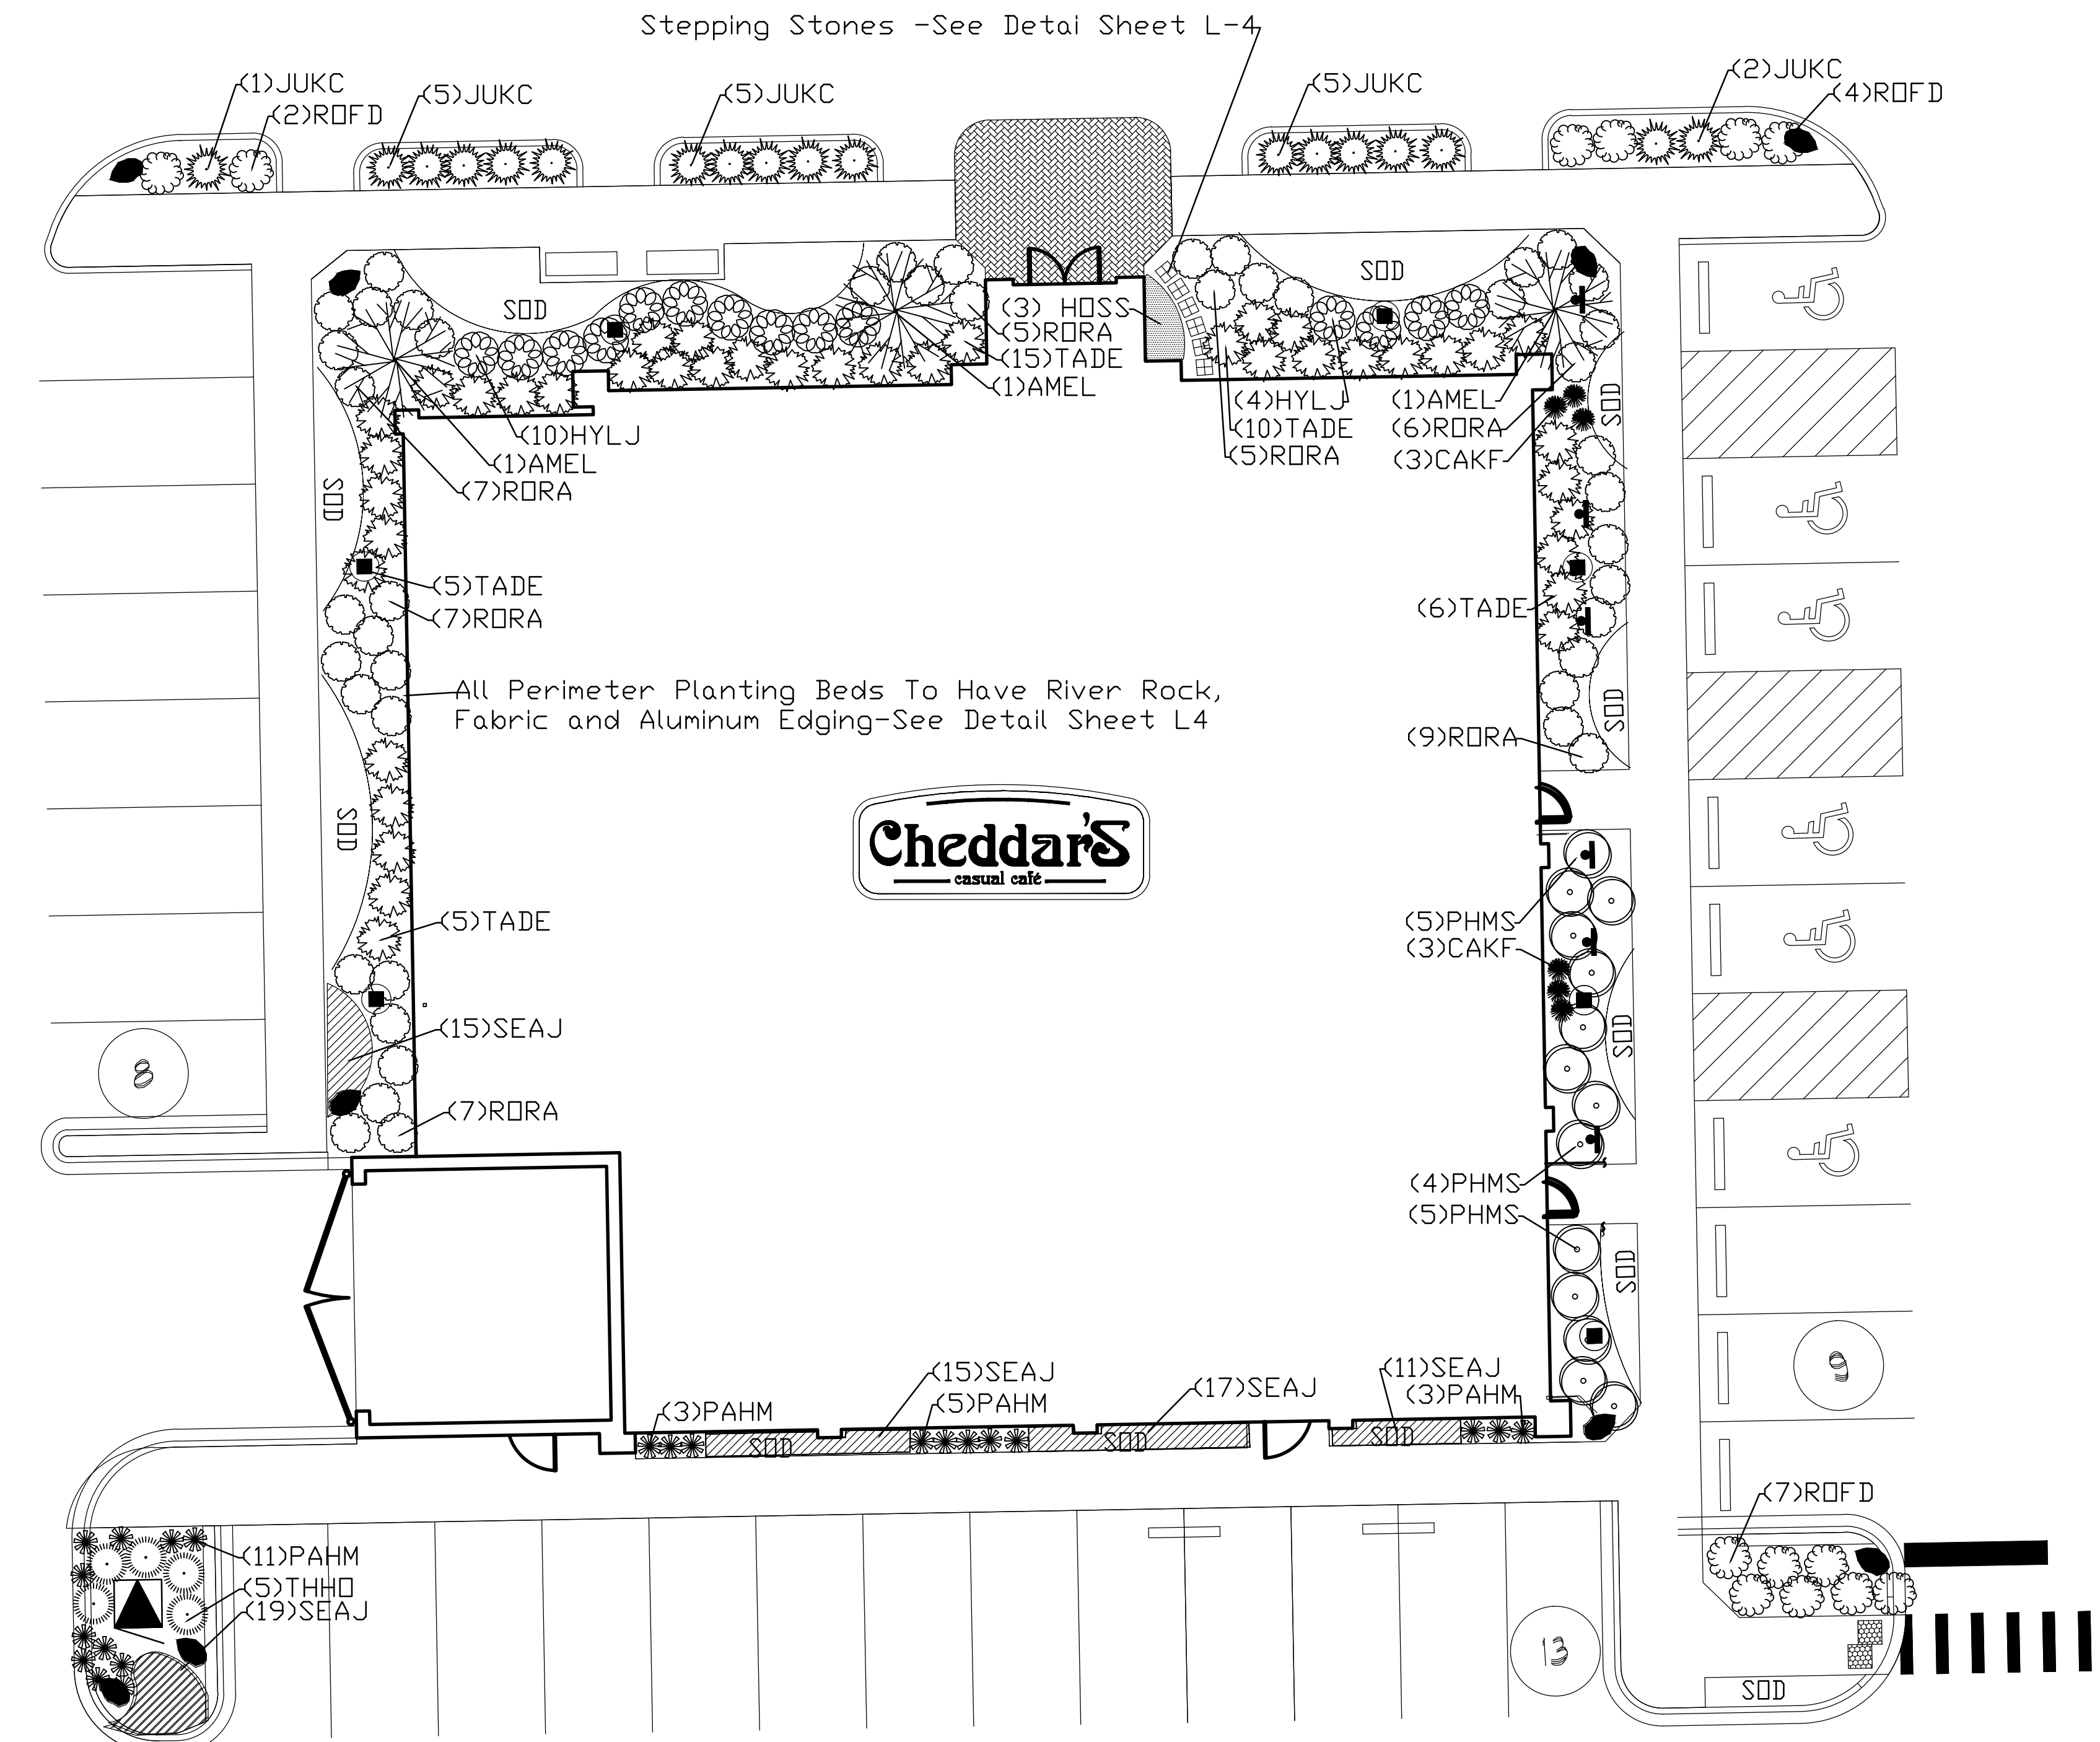 Stepping Stones -See Detai Sheet L-4
(1)JUKC
(2)ROFD
(5)JUKC
(5)JUKC
(5)JUKC
(2)JUKC
(4)ROFD
SOD
SOD
(3) HOSS
(5)RORA
(15)TADE
(1)AMEL
(10)HYLJ
(1)AMEL
(7)RORA
(4)HYLJ
(10)TADE
(5)RORA
(1)AMEL
(6)RORA
(3)CAKF
SOD
SOD
(5)TADE
(7)RORA
(6)TADE
All Perimeter Planting Beds To Have River Rock,
Fabric and Aluminum Edging-See Detail Sheet L4
SOD
(9)RORA
SOD
Cheddar's
casual café
(5)TADE
(5)PHMS
(3)CAKF
(15)SEAJ
SOD
8
(7)RORA
(4)PHMS
(5)PHMS
SOD
9
(15)SEAJ
(11)SEAJ
(3)PAHM
(5)PAHM
(17)SEAJ
(3)PAHM
SOD
SOD
SOD
(7)ROFD
(11)PAHM
(5)THHO
(19)SEAJ
13
SOD